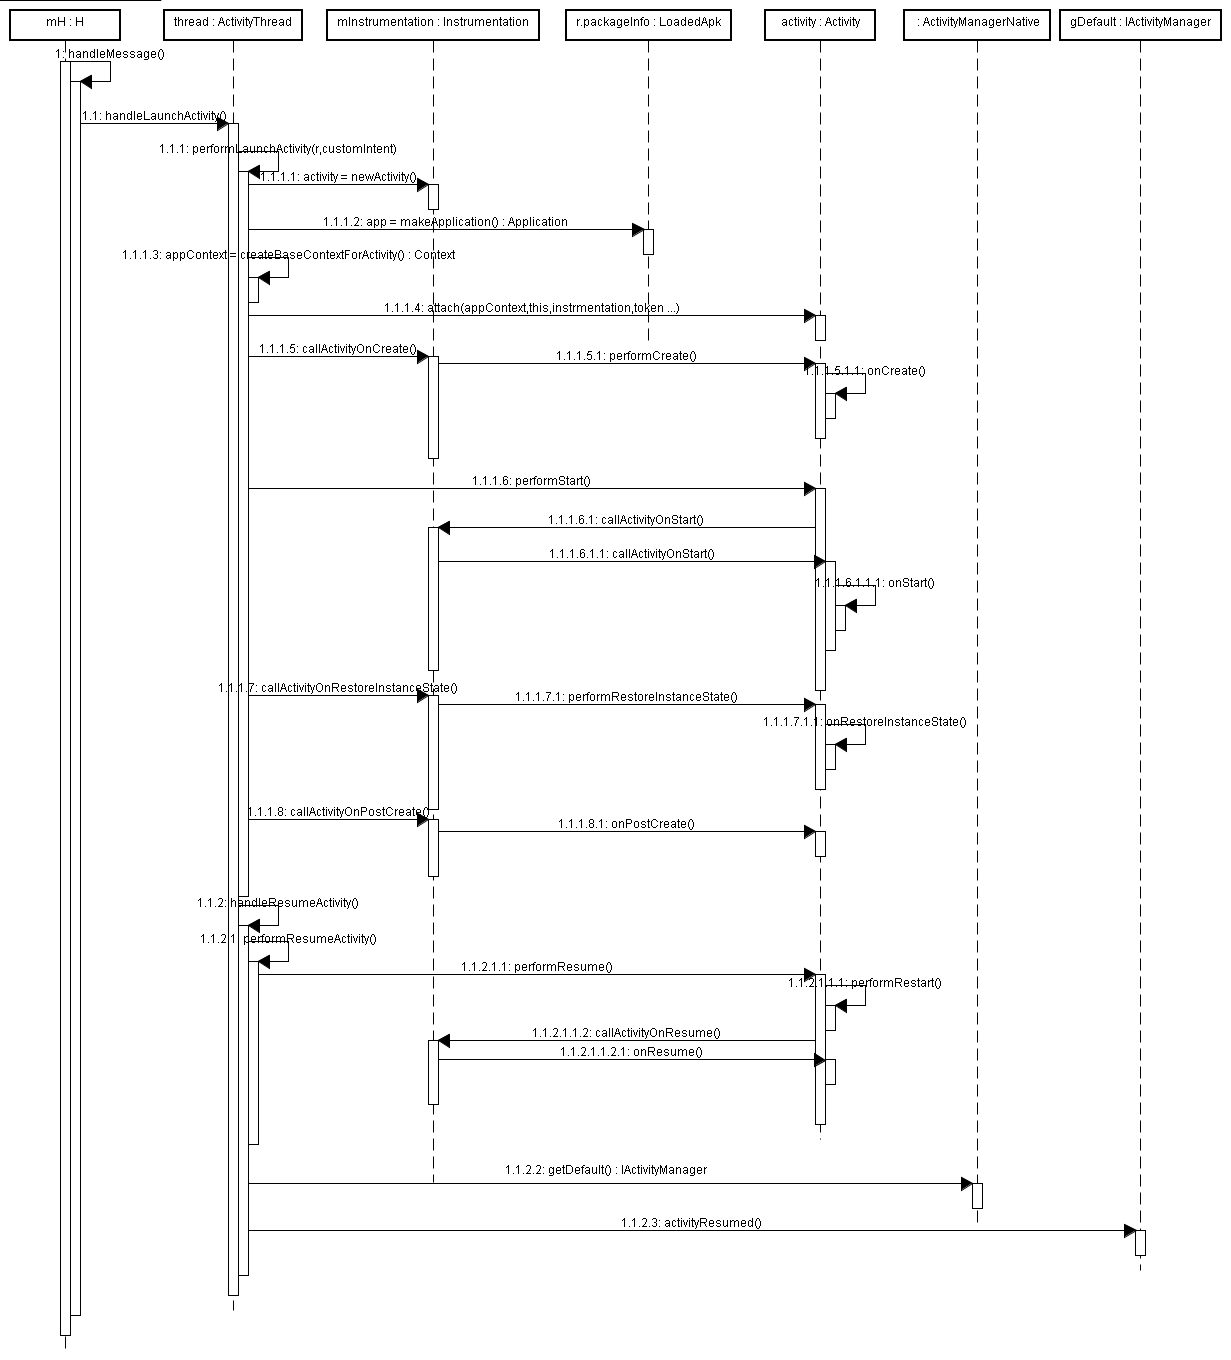 mH : H
thread : ActivityThread
mInstrumentation : Instrumentation
r.packageInfo : LoadedApk
activity : Activity
: ActivityManagerNative
gDefault : IActivityManager
1: handleMessage()
1.1: handleLaunchActivity()
1.1.1: performLaunchActivity(r,customIntent)
1.1.1.1: activity = newActivity()
1.1.1.2: app = makeApplication() : Application
1.1.1.3: appContext = createBaseContextForActivity() : Context
1.1.1.4: attach(appContext,this,instrmentation,token ...)
1.1.1.5: callActivityOnCreate()
1.1.1.5.1: performCreate()
1.1.1.5.1.1: onCreate()
1.1.1.6: performStart()
1.1.1.6.1: callActivityOnStart()
1.1.1.6.1.1: callActivityOnStart()
1.1.1.6.1.1.1: onStart()
1.1.1.7: callActivityOnRestoreInstanceState()
1.1.1.7.1: performRestoreInstanceState()
1.1.1.7.1.1: onRestoreInstanceState()
1.1.1.8: callActivityOnPostCreate()
1.1.1.8.1: onPostCreate()
1.1.2: handleResumeActivity()
1.1.2.1: performResumeActivity()
1.1.2.1.1: performResume()
1.1.2.1.1.1: performRestart()
1.1.2.1.1.2: callActivityOnResume()
1.1.2.1.1.2.1: onResume()
1.1.2.2: getDefault() : IActivityManager
1.1.2.3: activityResumed()